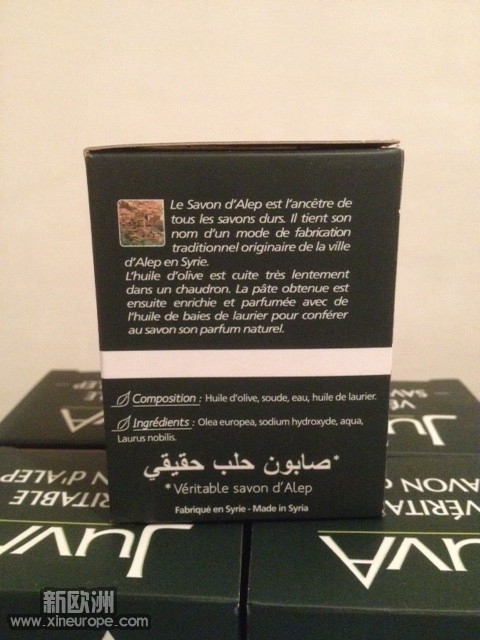 Le Savon d'Alep est l'ancêtre de
tous les savons durs. Il tient son
nom d'un mode de fabrication
traditionnel originaire de la ville
d'Alep en Syrie.
L'huile d'olive est cuite très lentement
dans un chaudron. La pâte obtenue est
ensuite enrichie et parfumée avec de
l'huile de baies de laurier pour conférer
au savon son parfum naturel.
Composition : Huile d'olive, soude, eau, huile de laurier.
Ingrédients : Olea europea, sodium hydroxyde, aqua,
Laurus nobilis.
صابون حلب حقيقي*
*Véritable savon d'Alep
Fabriqué en Syrie - Made in Syria
JUVA
VÉRITABLE
SAVON D'ALEP
JUVA
VÉRITABLE
SAVON D'ALEP
新欧洲
www.xineurope.com